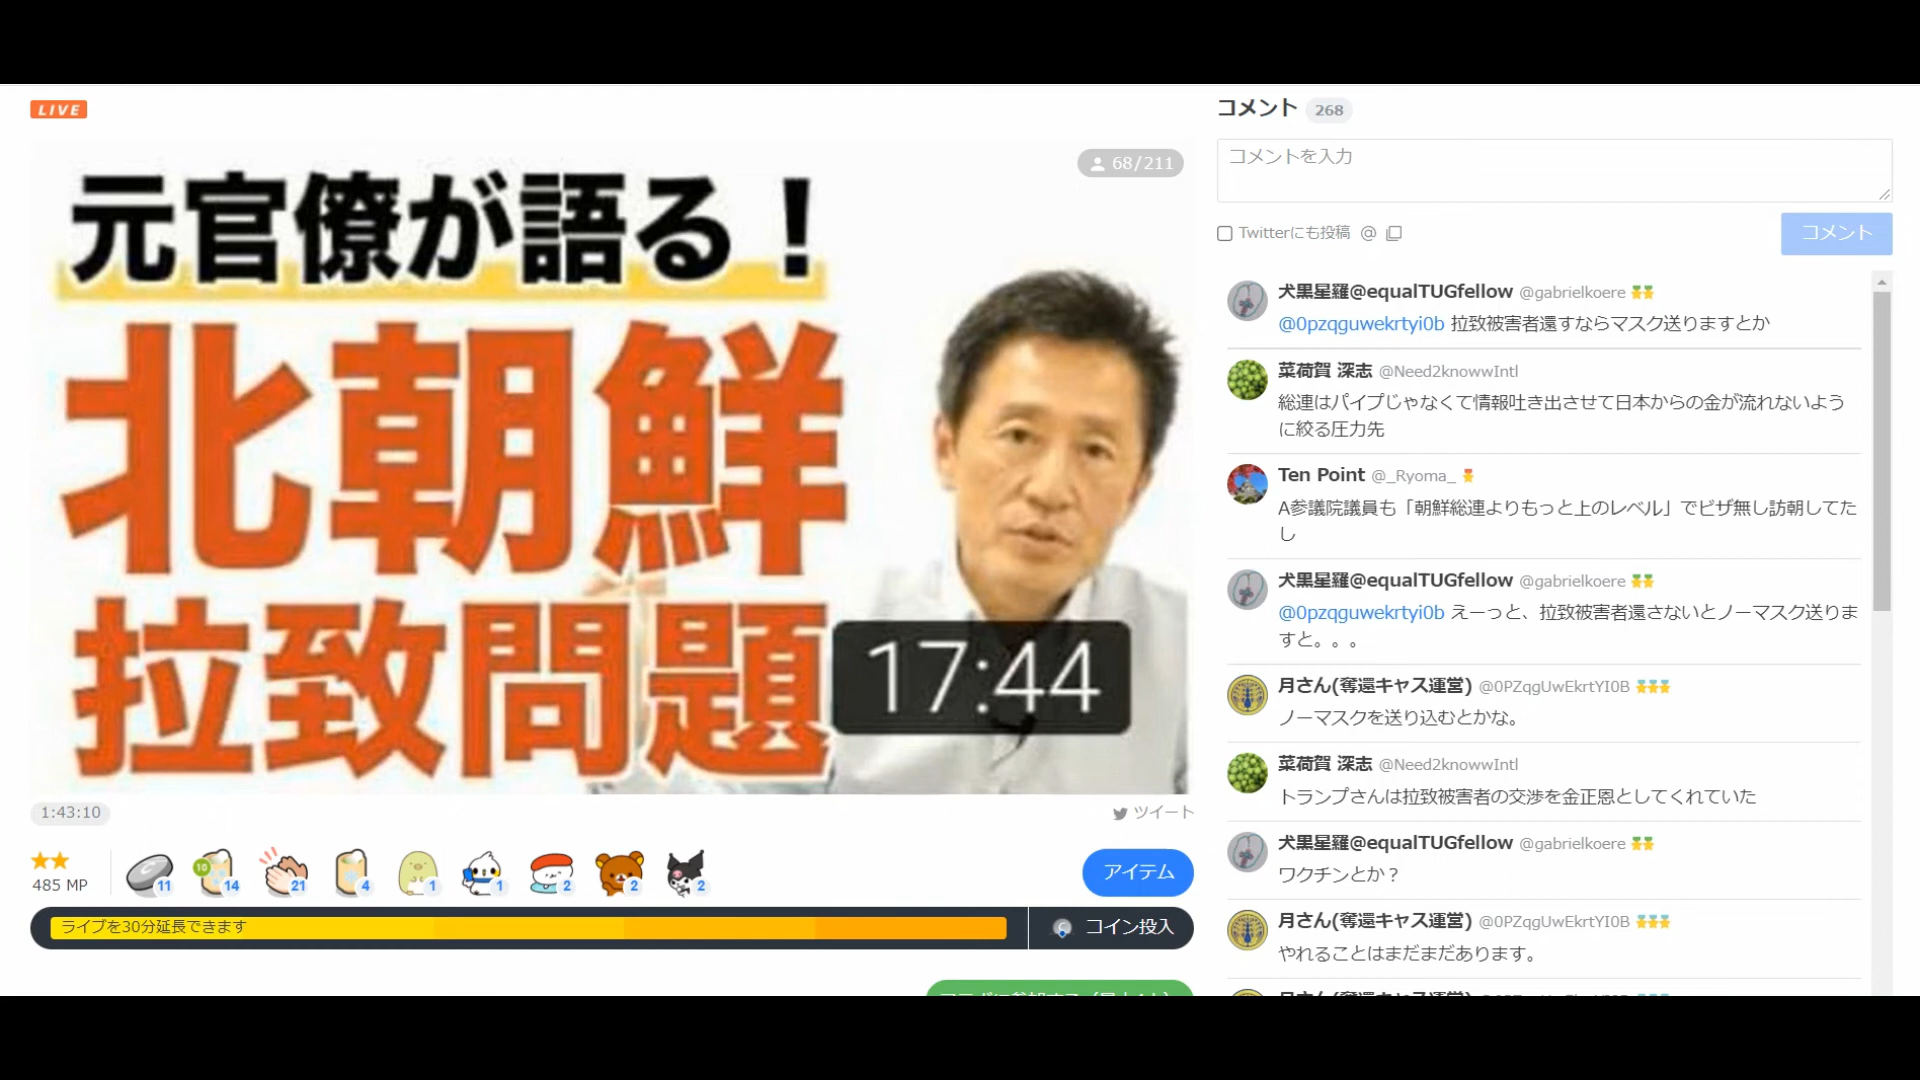 LIVE
68/211
元官僚が語る！
北朝鮮
拉致問題
17:44
1:43:10
ツイート
485 MP
11
10
14
21
4
1
1
2
2
2
アイテム
ライブを30分延長できます
コイン投入
コメント 268
コメントを入力
Twitterにも投稿 @
コメント
犬黒星羅@equalTUGfellow @gabrielkoere
@0pzqguwekrtyi0b 拉致被害者還すならマスク送りますとか
菜荷賀 深志 @Need2knowwIntl
総連はパイプじゃなくて情報吐き出させて日本からの金が流れないよう
に絞る圧力先
Ten Point @_Ryoma_
A参議院議員も「朝鮮総連よりもっと上のレベル」でビザ無し訪朝してた
し
犬黒星羅@equalTUGfellow @gabrielkoere
@0pzqguwekrtyi0b えーっと、拉致被害者還さないとノーマスク送りま
すと。。。
月さん(奪還キャス運営) @0PZqgUwEkrtYI0B
ノーマスクを送り込むとかな。
菜荷賀 深志 @Need2knowwIntl
トランプさんは拉致被害者の交渉を金正恩としてくれていた
犬黒星羅@equalTUGfellow @gabrielkoere
ワクチンとか？
月さん(奪還キャス運営) @0PZqgUwEkrtYI0B
やれることはまだまだあります。
月さん(奪還キャス運営)